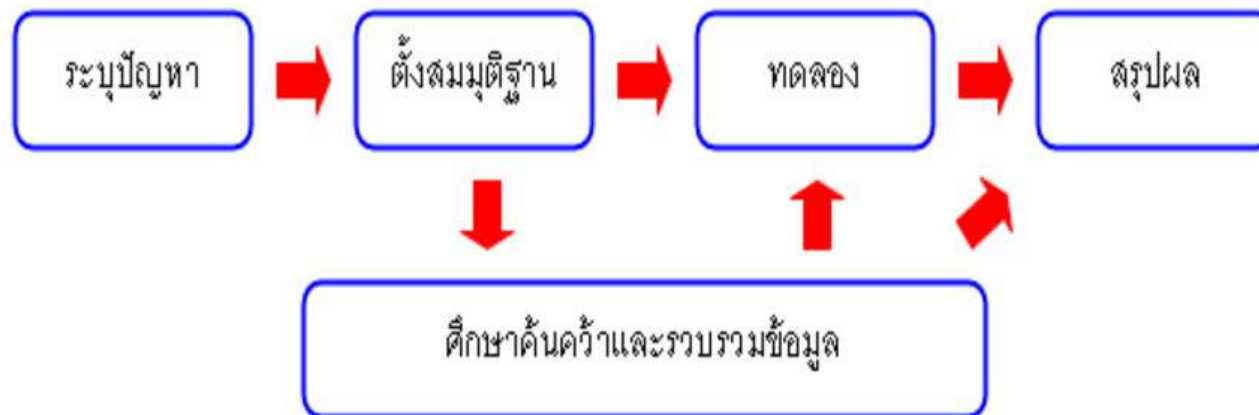 ระบุปัญหา
ตั้งสมมุติฐาน
ทดลอง
สรุปผล
ศึกษาค้นคว้าและรวบรวมข้อมูล